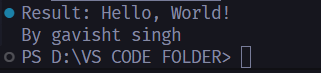 Result: Hello, World!
By gavisht singh
PS D:\VS CODE FOLDER>